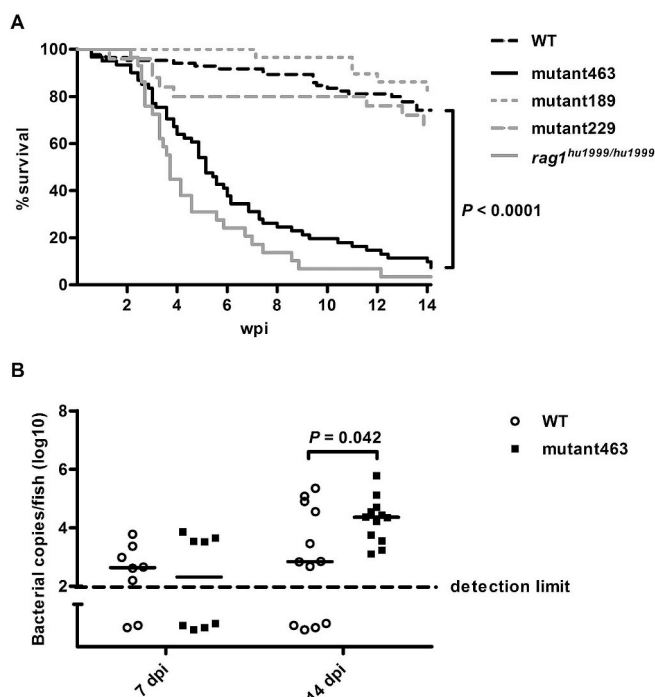 A
100
80
60
40
20
0
%survival
2 4 6 8 10 12 14
wpi
WT
mutant463
mutant189
mutant229
rag1hu1999/hu1999
P < 0.0001
B
8
6
4
2
Bacterial copies/fish (log10)
WT
mutant463
P = 0.042
detection limit
7 dpi
14 dpi